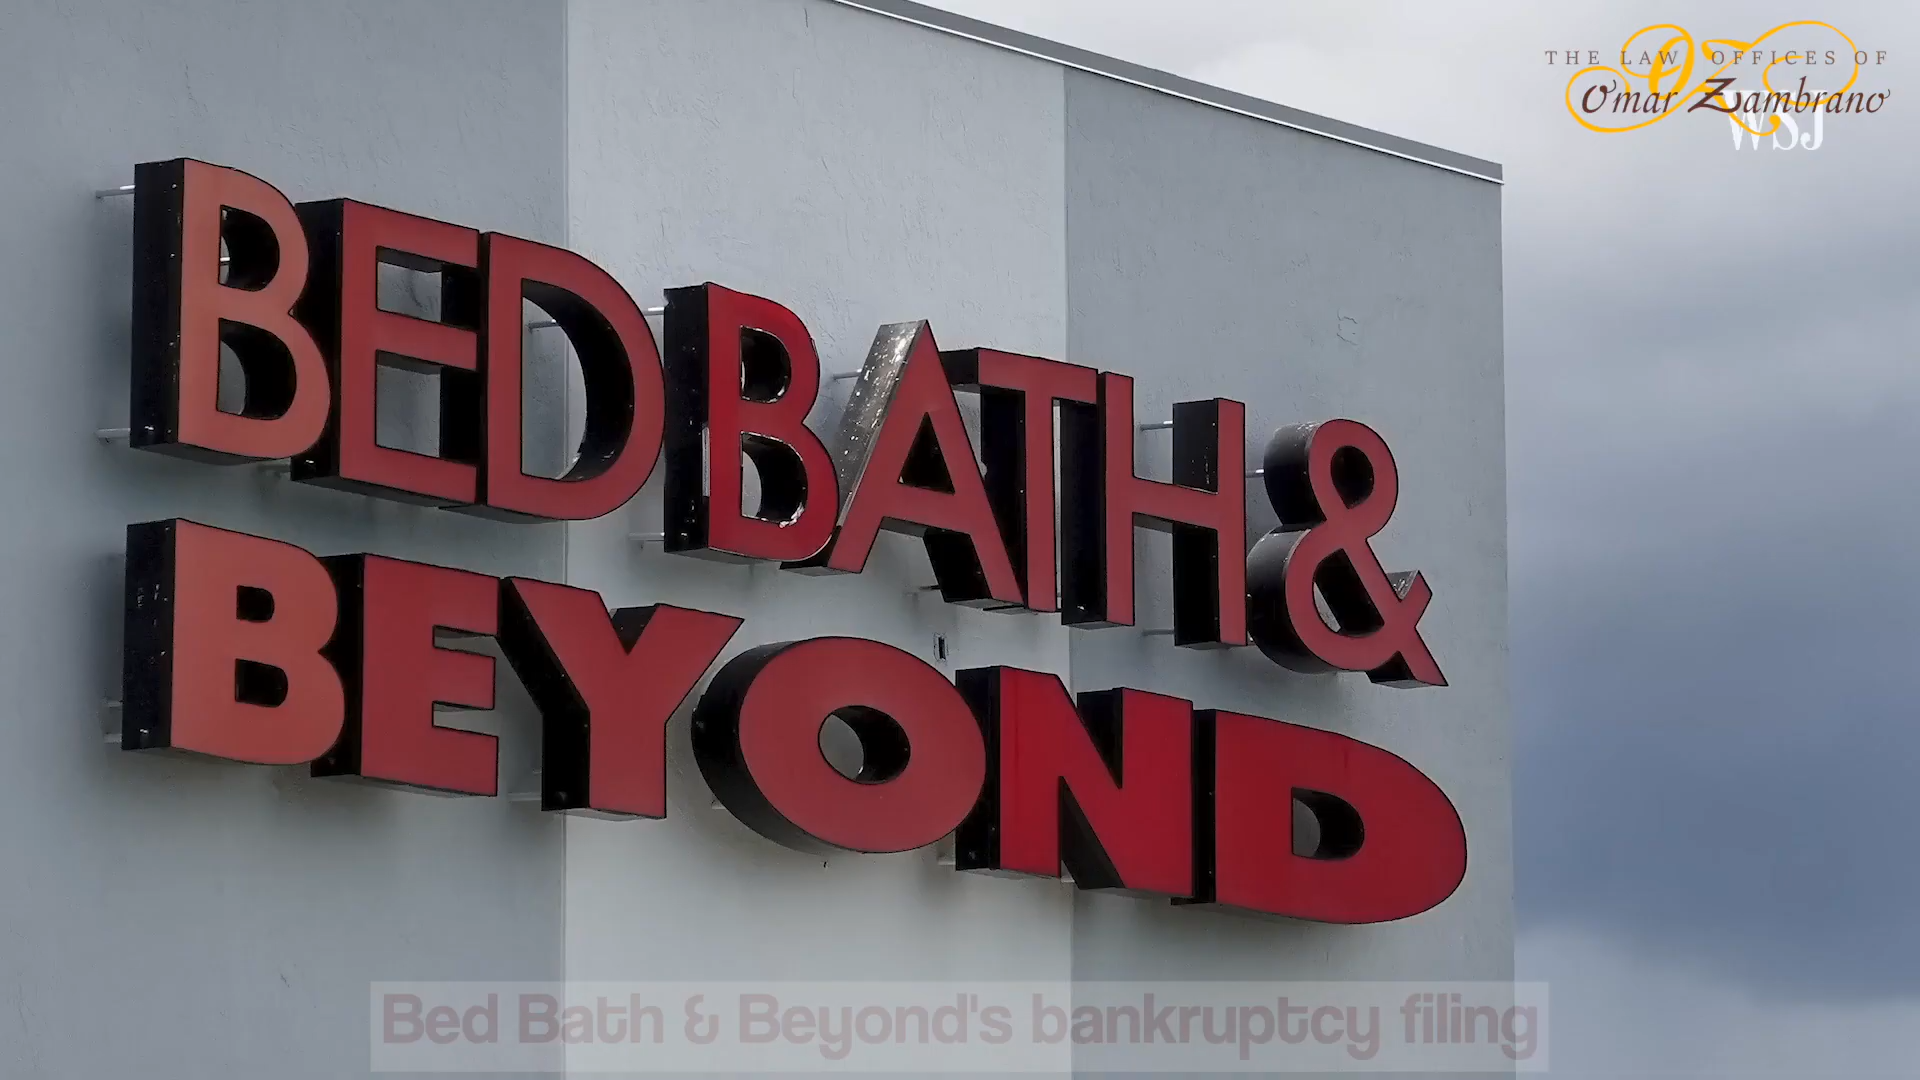 THE LAW OFFICES OF
Omar Zambrano
WSJ
BED BATH &
BEYOND
Bed Bath & Beyond's bankruptcy filing